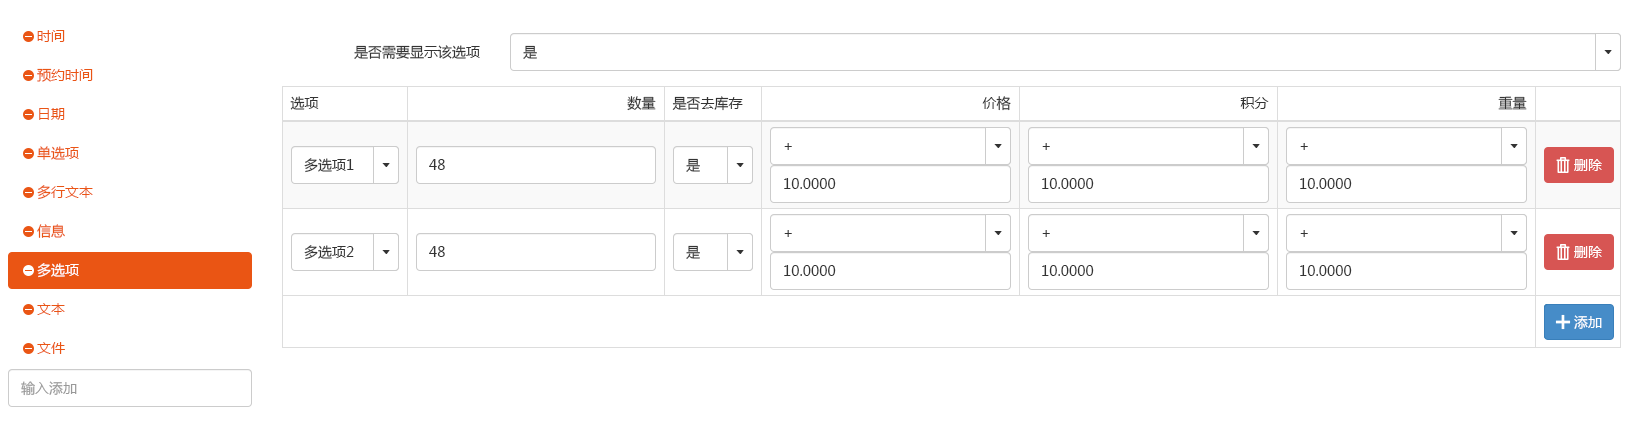 时间
预约时间
日期
单选项
多行文本
信息
多选项
文本
文件
输入添加
是否需要显示该选项 是
选项 数量 是否去库存 价格 积分 重量
多选项1 48 是 + + + 删除
10.0000 10.0000 10.0000
多选项2 48 是 + + + 删除
10.0000 10.0000 10.0000
添加